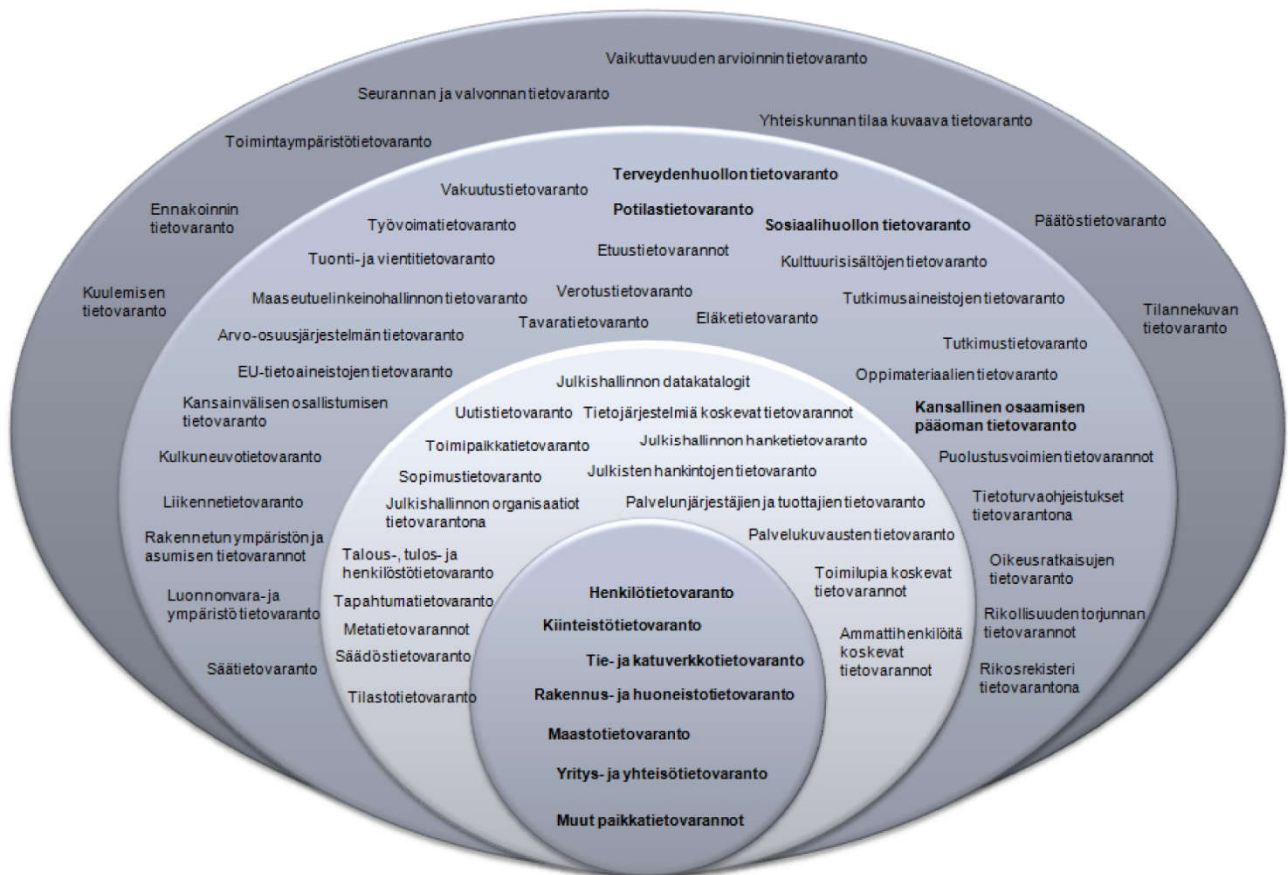 Vaikuttavuuden arvioinnin tietovaranto
Seurannan ja valvonnan tietovaranto
Yhteiskunnan tilaa kuvaava tietovaranto
Toimintaympäristötietovaranto
Ennakoinnin
tietovaranto
Päätöstietovaranto
Kuulemisen
tietovaranto
Tilannekuvan
tietovaranto
Terveydenhuollon tietovaranto
Vakuutustietovaranto
Potilastietovaranto
Työvoimatietovaranto
Sosiaalihuollon tietovaranto
Etuustietovarannot
Tuonti- ja vientitietovaranto
Kulttuurisisältöjen tietovaranto
Maaseutuelinkeinohallinnon tietovaranto
Verotustietovaranto
Tutkimusaineistojen tietovaranto
Tavaratietovaranto
Eläketietovaranto
Arvo-osuusjärjestelmän tietovaranto
Tutkimustietovaranto
EU-tietoaineistojen tietovaranto
Oppimateriaalien tietovaranto
Kansainvälisen osallistumisen
tietovaranto
Kansallinen osaamisen
pääoman tietovaranto
Kulkuneuvotietovaranto
Puolustusvoimien tietovarannot
Liikennetietovaranto
Tietoturvaohjeistukset
tietovarantona
Rakennetun ympäristön ja
asumisen tietovarannot
Oikeusratkaisujen
tietovaranto
Luonnonvara- ja
ympäristötietovaranto
Rikollisuuden torjunnan
tietovarannot
Säätietovaranto
Rikosrekisteri
tietovarantona
Julkishallinnon datakatalogit
Uutistietovaranto
Tietojärjestelmiä koskevat tietovarannot
Toimipaikkatietovaranto
Julkishallinnon hanketietovaranto
Sopimustietovaranto
Julkisten hankintojen tietovaranto
Julkishallinnon organisaatiot
tietovarantona
Palvelunjärjestäjien ja tuottajien tietovaranto
Palvelukuvausten tietovaranto
Talous-, tulos- ja
henkilöstötietovaranto
Toimilupia koskevat
tietovarannot
Tapahtumatietovaranto
Metatietovarannot
Ammattihenkilöitä
koskevat
tietovarannot
Säädöstietovaranto
Tilastotietovaranto
Henkilötietovaranto
Kiinteistötietovaranto
Tie- ja katuverkkotietovaranto
Rakennus- ja huoneistotietovaranto
Maastotietovaranto
Yritys- ja yhteisötietovaranto
Muut paikkatietovarannot